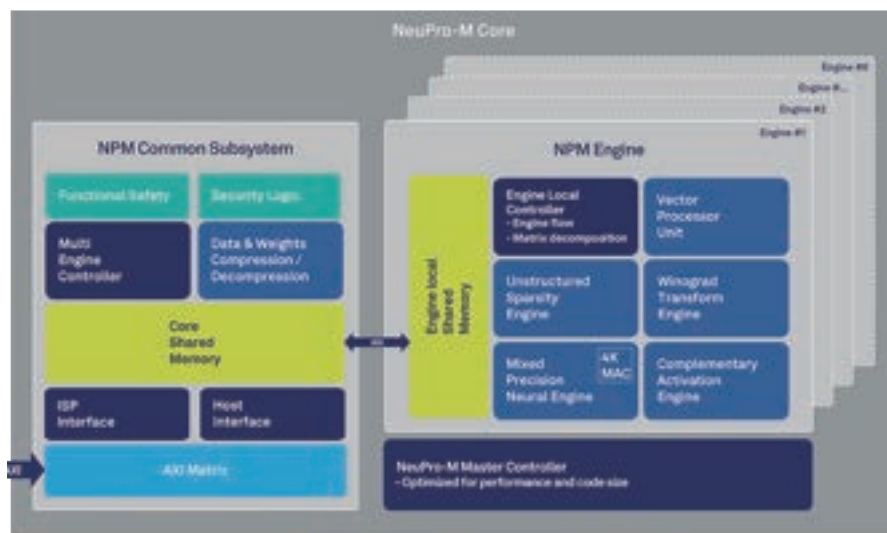 NeuPro-M Core
Engine #8
Engine #...
Engine #2
Engine #1
NPM Common Subsystem
Functional Safety
Security Logic
Multi
Engine
Controller
Data & Weights
Compression /
Decompression
Core
Shared
Memory
ISP
Interface
Host
Interface
AXI Matrix
AXI
AXI
NPM Engine
Engine local
Shared
Memory
Engine Local
Controller
- Engine flow
- Matrix decomposition
Vector
Processor
Unit
Unstructured
Sparsity
Engine
Winograd
Transform
Engine
Mixed
Precision
Neural Engine
4K
MAC
Complementary
Activation
Engine
NeuPro-M Master Controller
- Optimized for performance and code size